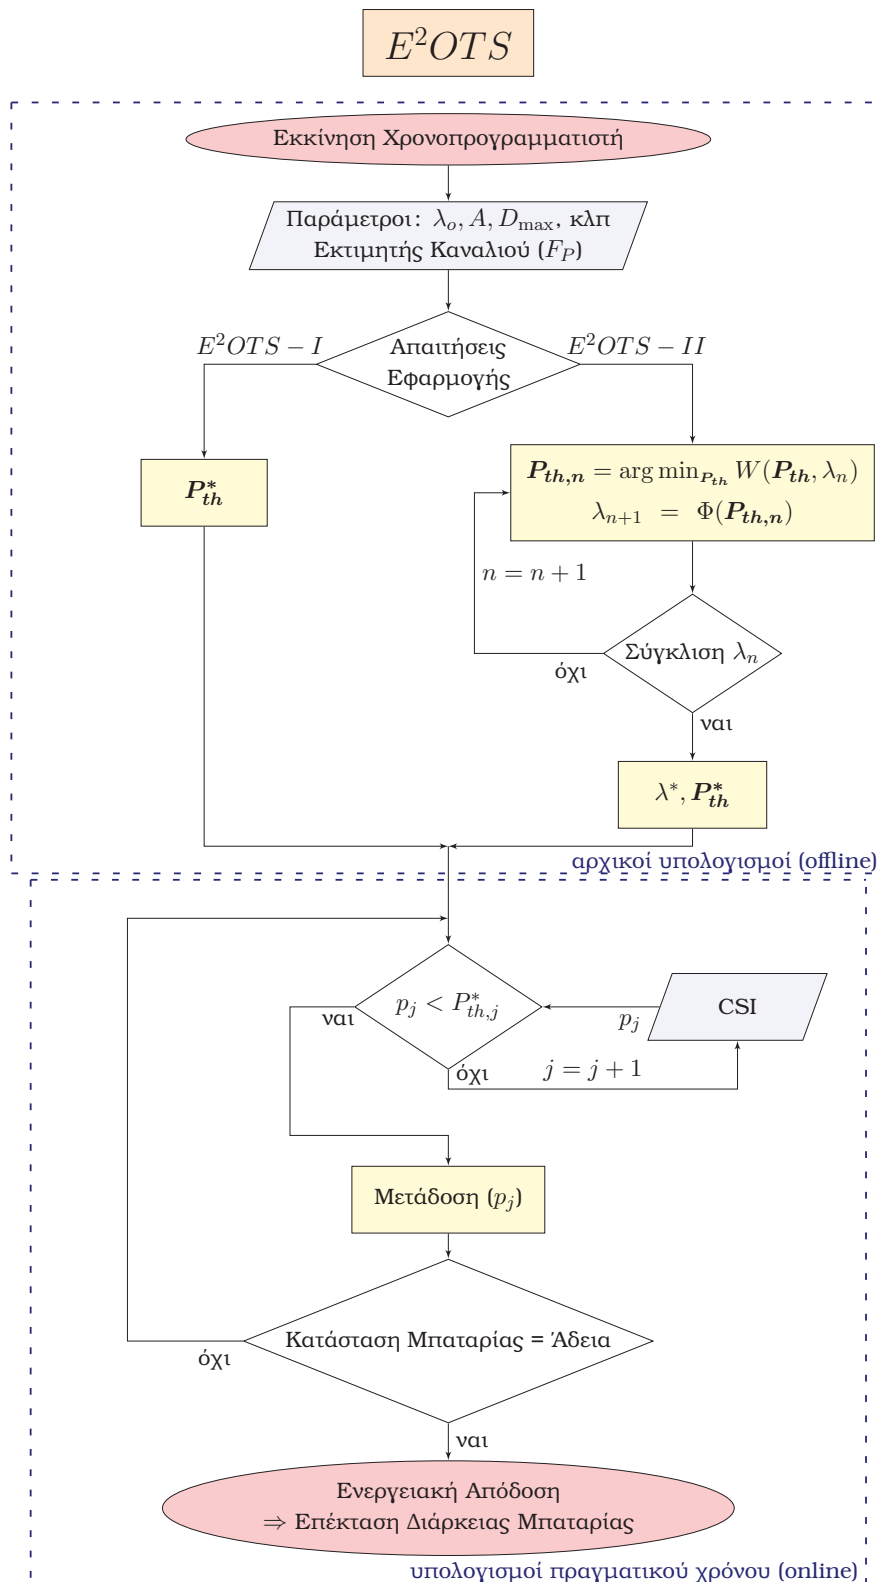 E²OTS
Εκκίνηση Χρονοπρογραμματιστή
Παράμετροι: λ_o, A, D_max, κλπ
Εκτιμητής Καναλιού (F_P)
E²OTS − I
Απαιτήσεις
Εφαρμογής
E²OTS − II
P*_th
P_th,n = arg min_P_th W(P_th, λ_n)
λ_n+1 = Φ(P_th,n)
n = n + 1
Σύγκλιση λ_n
όχι
ναι
λ*, P*_th
αρχικοί υπολογισμοί (offline)
p_j < P*_th,j
CSI
ναι
p_j
όχι
j = j + 1
Μετάδοση (p_j)
Κατάσταση Μπαταρίας = Άδεια
όχι
ναι
Ενεργειακή Απόδοση
⇒ Επέκταση Διάρκειας Μπαταρίας
υπολογισμοί πραγματικού χρόνου (online)